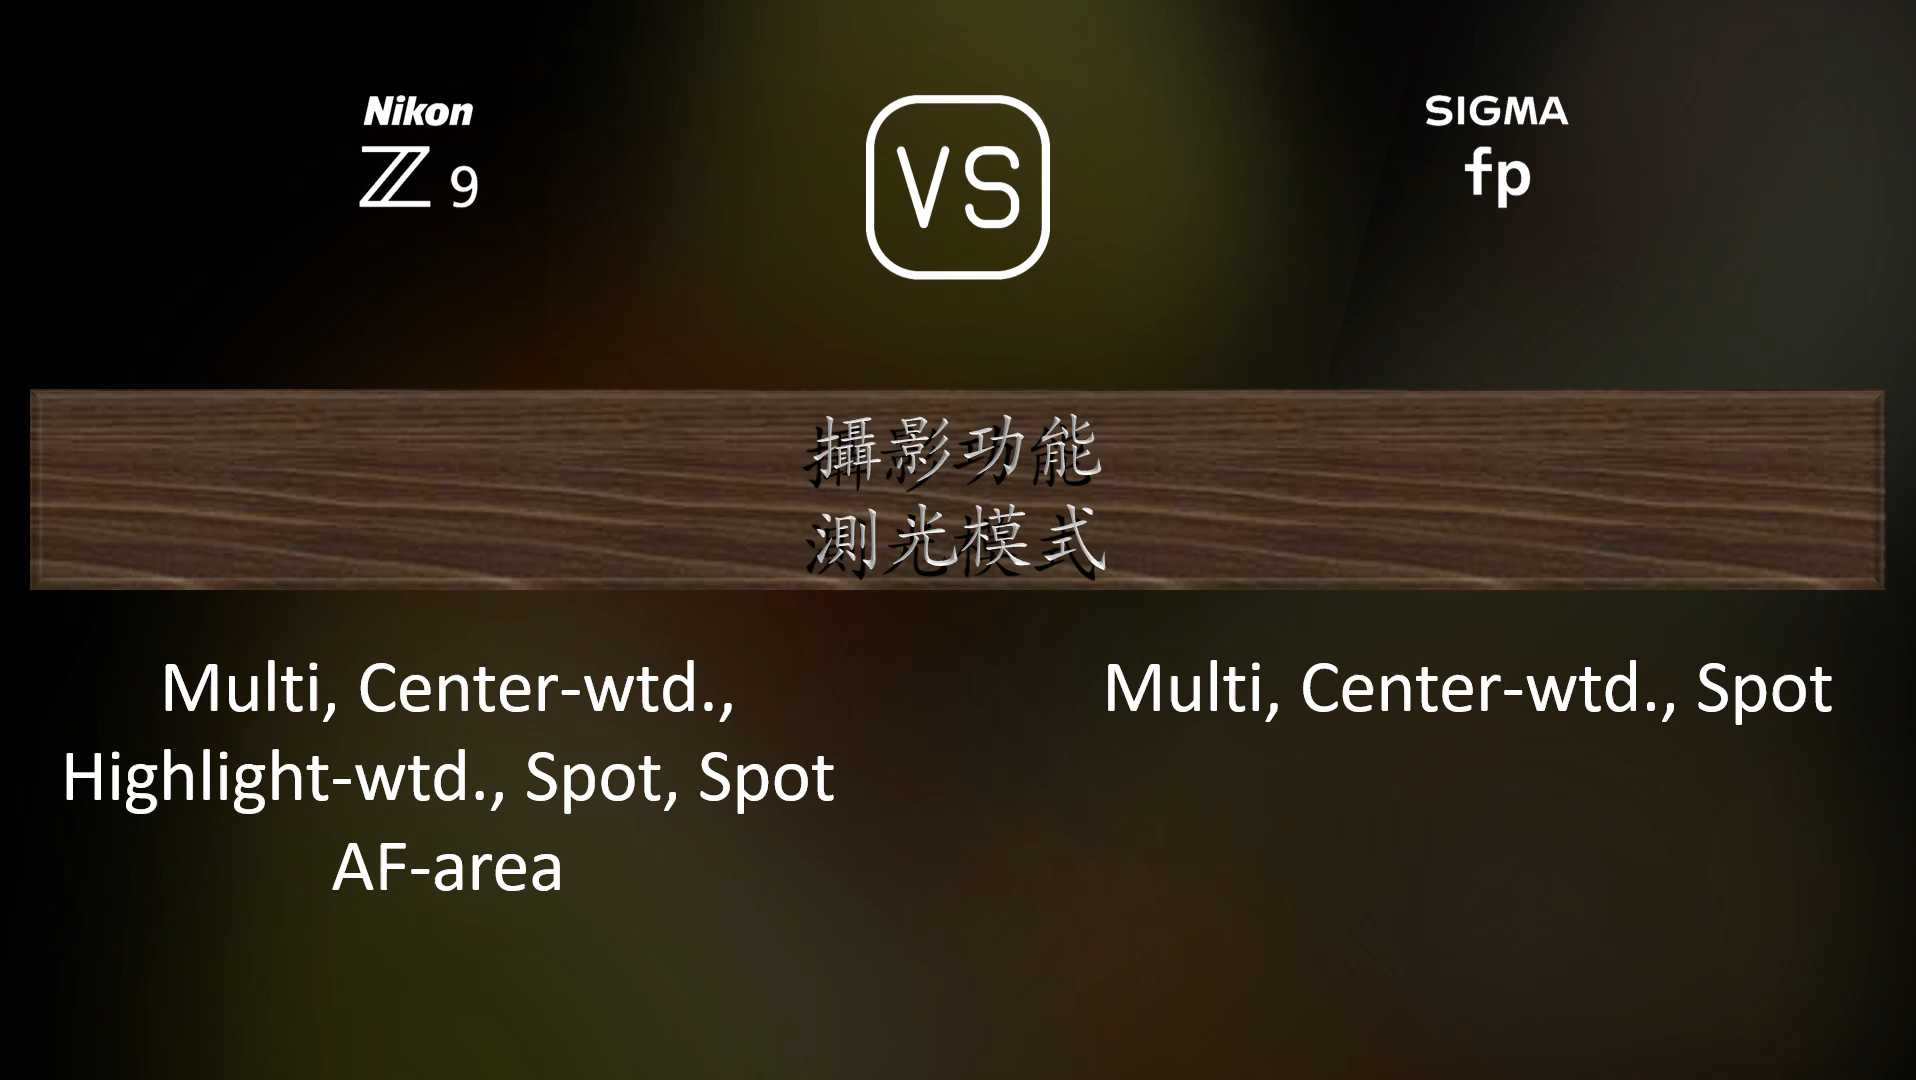 Nikon
Z 9
VS
SIGMA
fp
攝影功能
測光模式
Multi, Center-wtd.,
Highlight-wtd., Spot, Spot
AF-area
Multi, Center-wtd., Spot